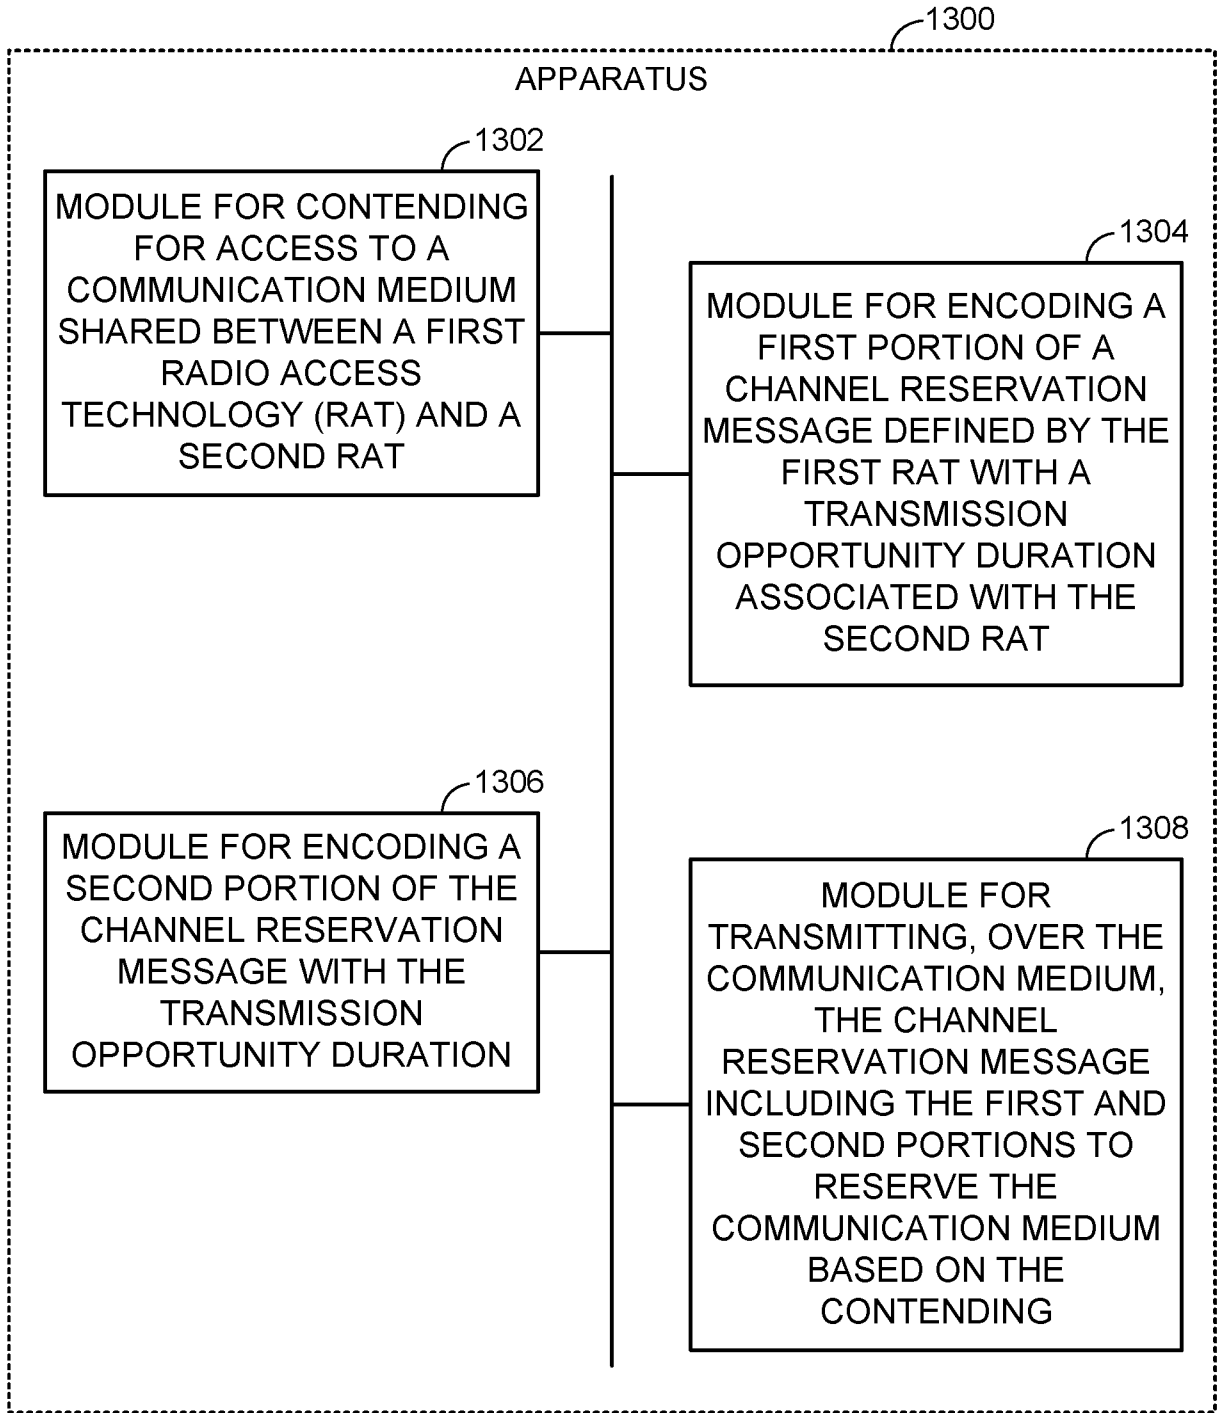 1300
APPARATUS
1302
MODULE FOR CONTENDING
FOR ACCESS TO A
COMMUNICATION MEDIUM
SHARED BETWEEN A FIRST
RADIO ACCESS
TECHNOLOGY (RAT) AND A
SECOND RAT
1304
MODULE FOR ENCODING A
FIRST PORTION OF A
CHANNEL RESERVATION
MESSAGE DEFINED BY THE
FIRST RAT WITH A
TRANSMISSION
OPPORTUNITY DURATION
ASSOCIATED WITH THE
SECOND RAT
1306
MODULE FOR ENCODING A
SECOND PORTION OF THE
CHANNEL RESERVATION
MESSAGE WITH THE
TRANSMISSION
OPPORTUNITY DURATION
1308
MODULE FOR
TRANSMITTING, OVER THE
COMMUNICATION MEDIUM,
THE CHANNEL
RESERVATION MESSAGE
INCLUDING THE FIRST AND
SECOND PORTIONS TO
RESERVE THE
COMMUNICATION MEDIUM
BASED ON THE
CONTENDING